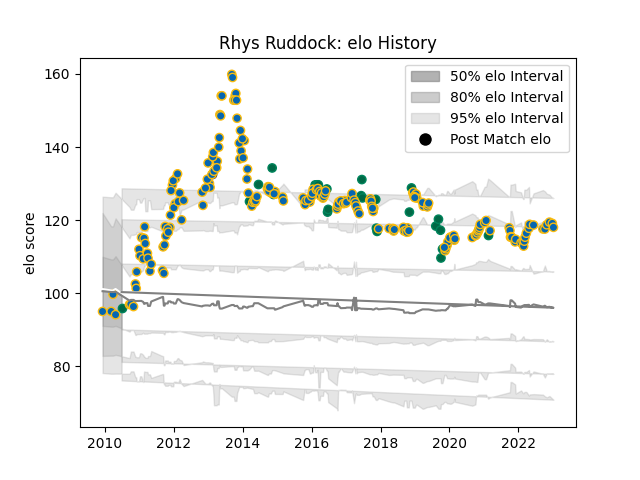 Rhys Ruddock: elo History
160
140
120
100
80
elo score
50% elo Interval
80% elo Interval
95% elo Interval
Post Match elo
2010
2012
2014
2016
2018
2020
2022